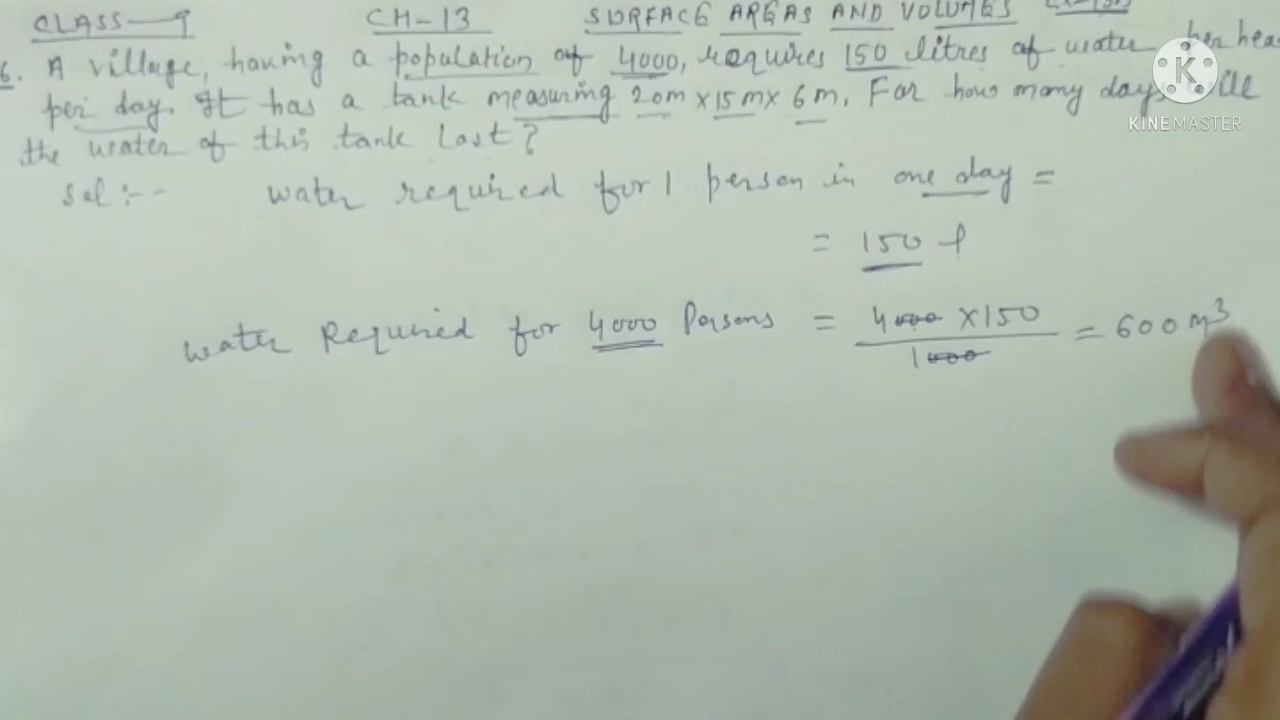 CLASS-9 CH-13 SURFACE AREAS AND VOLUMES
6. A village, having a population of 4000, requires 150 litres of water per head
per day. It has a tank measuring 20m × 15m × 6m. For how many days will
the water of this tank last?
Sol:-- water required for 1 person in one day =
= 150 l
Water Required for 4000 Persons = 4000 × 150 / 1000 = 600 m³
K
KINEMASTER